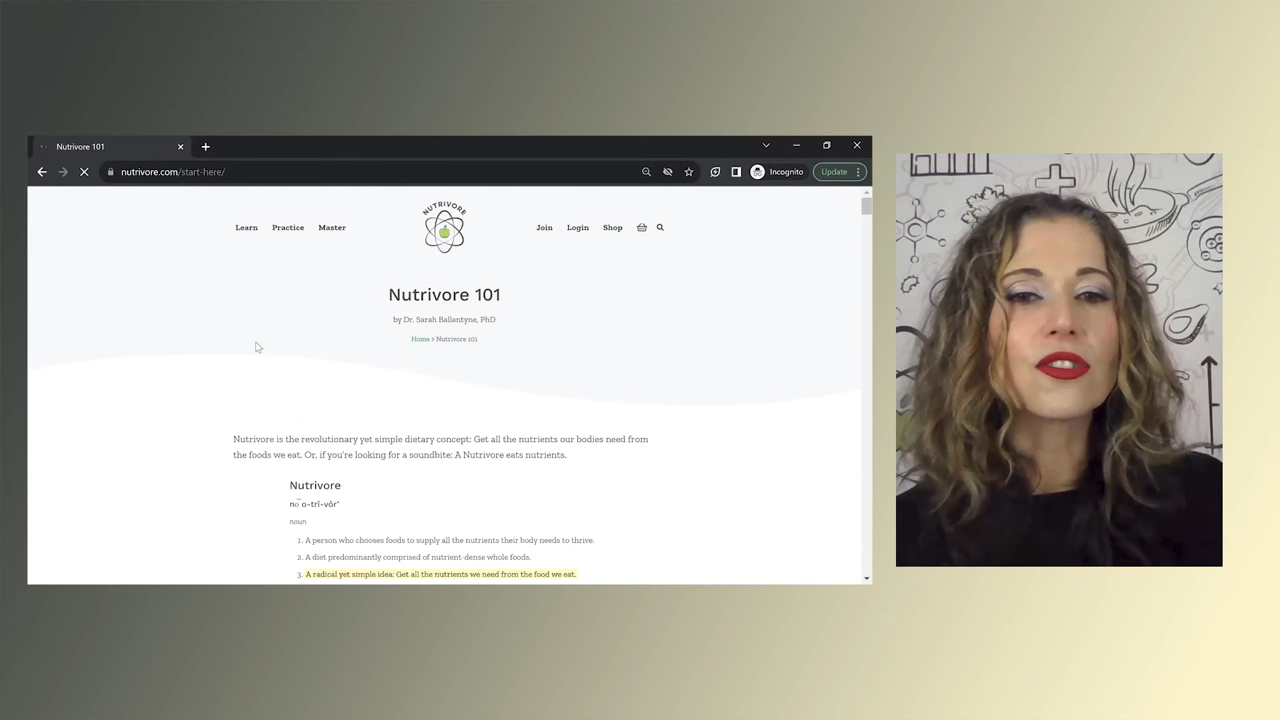 Nutrivore 101
nutrivore.com/start-here/
Incognito
Update
Learn
Practice
Master
NUTRIVORE
Join
Login
Shop
Nutrivore 101
by Dr. Sarah Ballantyne, PhD
Home » Nutrivore 101
Nutrivore is the revolutionary yet simple dietary concept: Get all the nutrients our bodies need from
the foods we eat. Or, if you're looking for a soundbite: A Nutrivore eats nutrients.
Nutrivore
no͞o-trĭ-vôr'
noun
1. A person who chooses foods to supply all the nutrients their body needs to thrive.
2. A diet predominantly comprised of nutrient-dense whole foods.
3. A radical yet simple idea: Get all the nutrients we need from the food we eat.